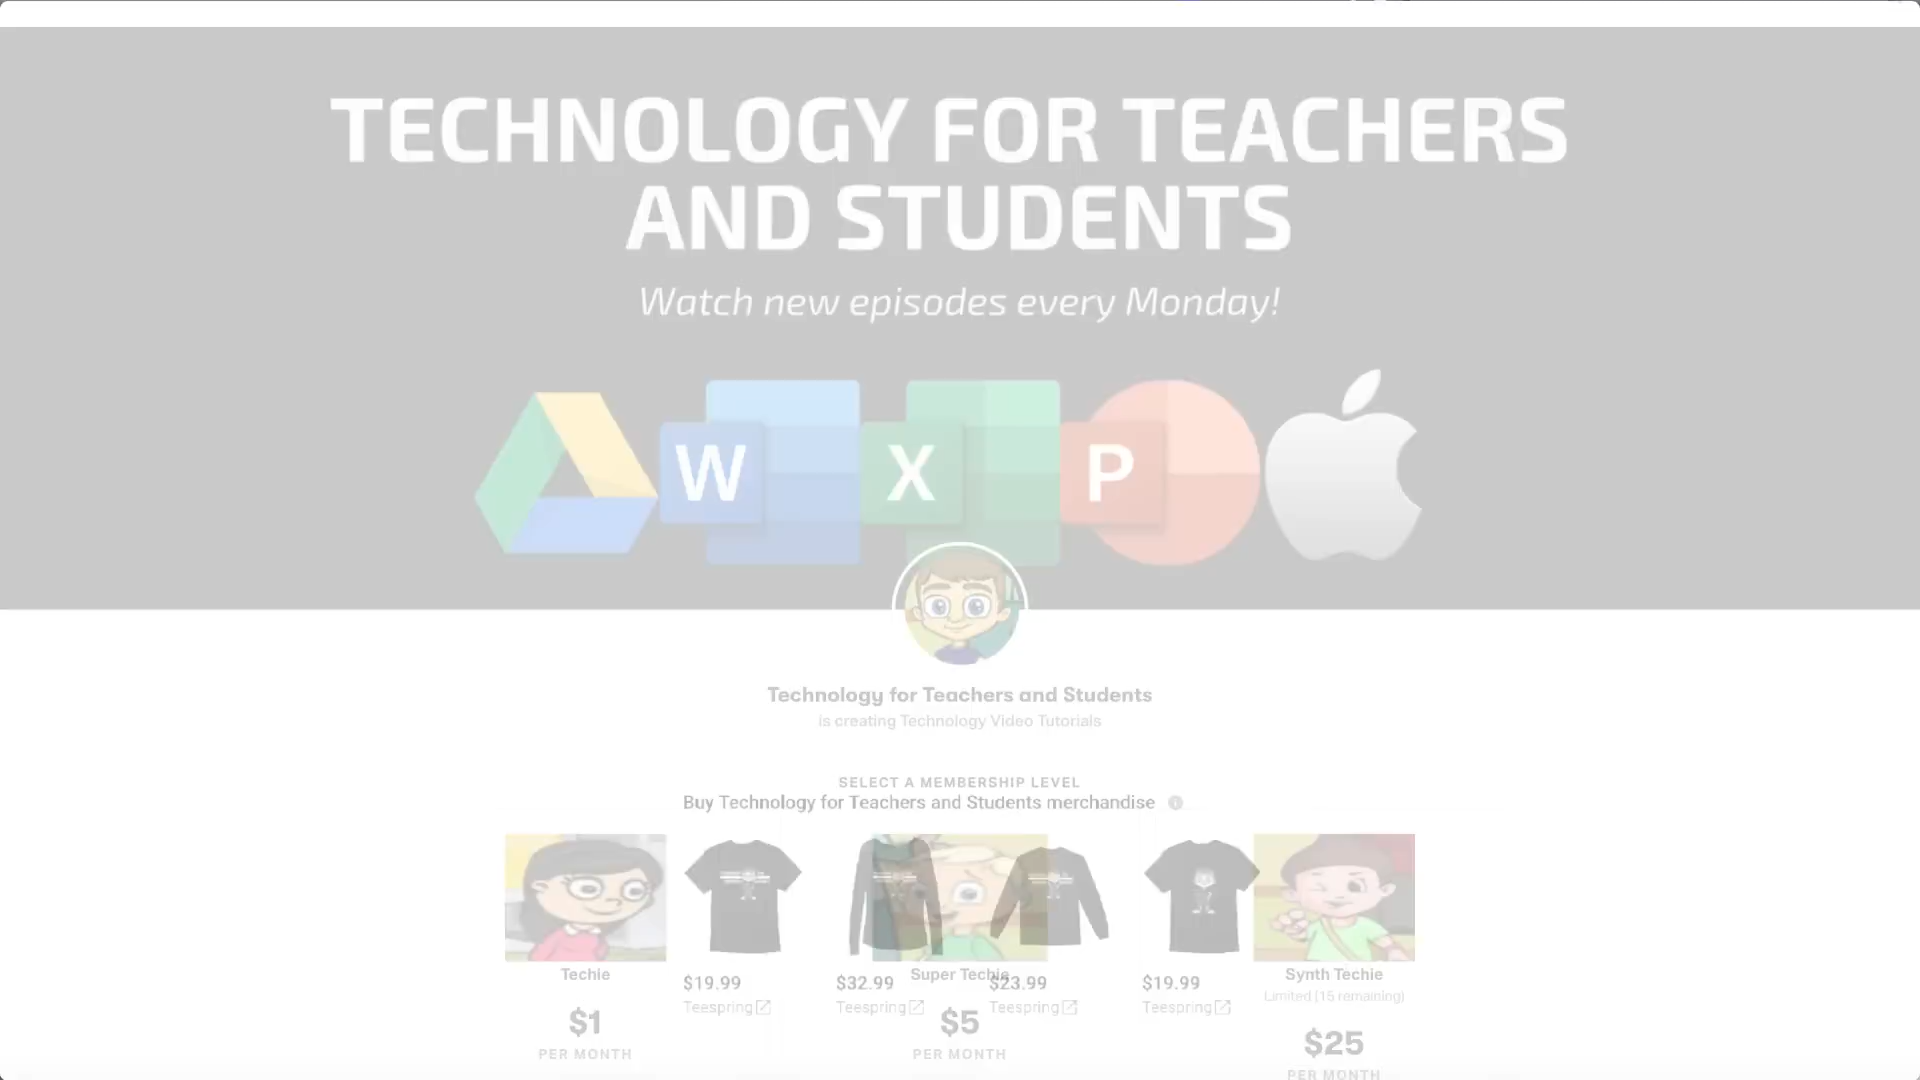 TECHNOLOGY FOR TEACHERS
AND STUDENTS
Watch new episodes every Monday!
W X P
Technology for Teachers and Students
is creating Technology Video Tutorials
SELECT A MEMBERSHIP LEVEL
Buy Technology for Teachers and Students merchandise
Techie
Super Techie
Synth Techie
$19.99
$32.99
$23.99
$19.99
Limited (15 remaining)
Teespring
Teespring
Teespring
Teespring
$1
$5
$25
PER MONTH
PER MONTH
PER MONTH